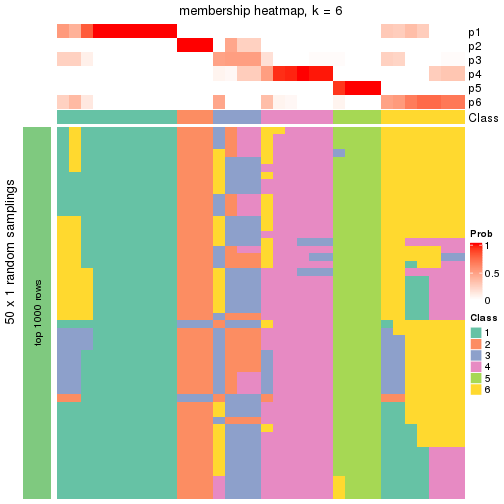 membership heatmap, k = 6
p1
p2
p3
p4
p5
p6
Class
50 x 1 random samplings
top 1000 rows
Prob
1
0.5
0
Class
1
2
3
4
5
6